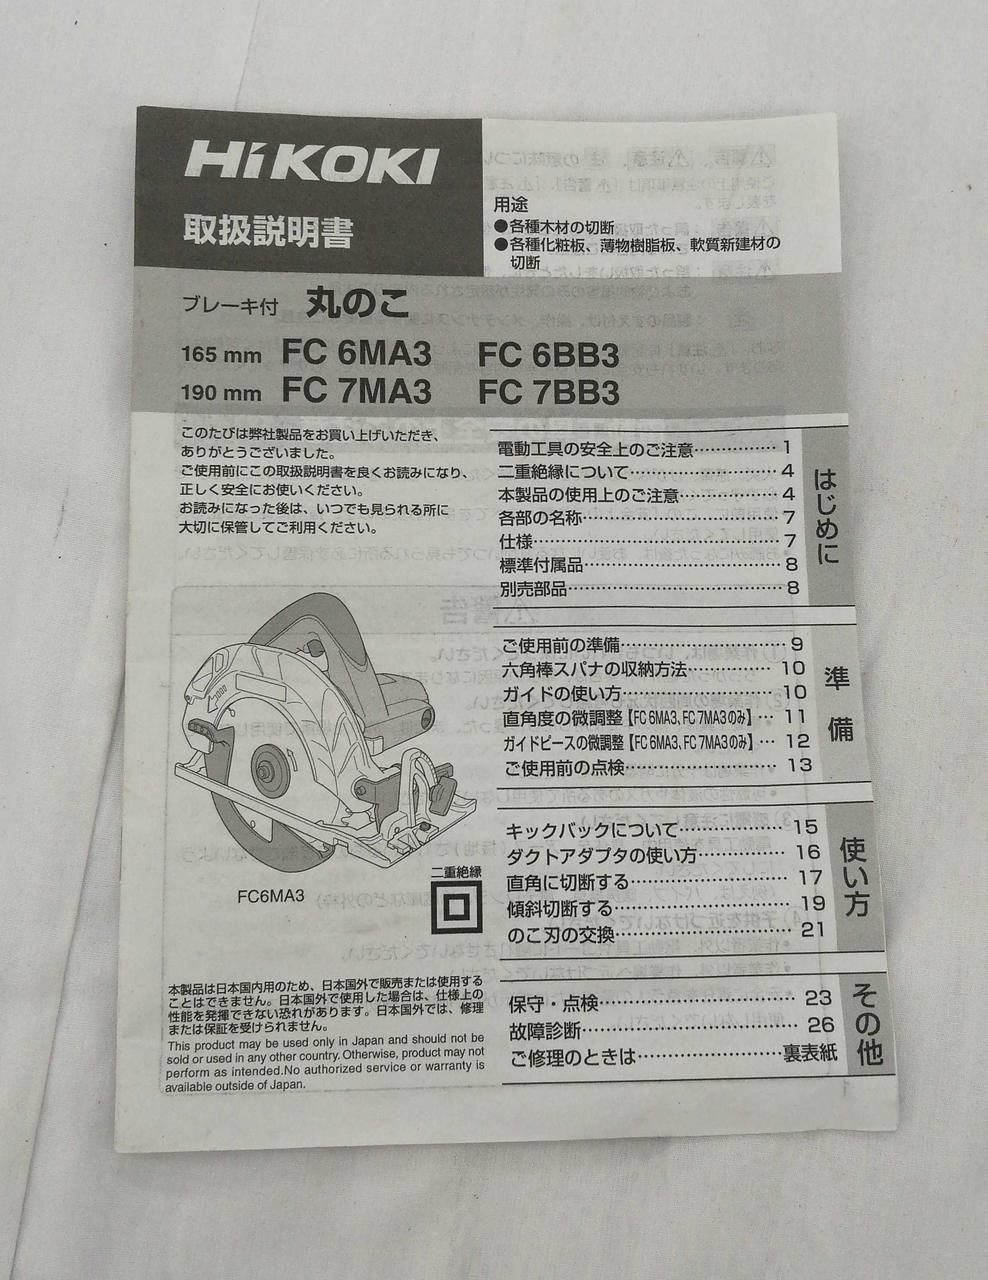 HiKOKI
取扱説明書
用途
●各種木材の切断
●各種化粧板、薄物樹脂板、軟質新建材の
切断
ブレーキ付 丸のこ
165 mm FC 6MA3 FC 6BB3
190 mm FC 7MA3 FC 7BB3
このたびは弊社製品をお買い上げいただき、
ありがとうございました。
ご使用前にこの取扱説明書を良くお読みになり、
正しく安全にお使いください。
お読みになった後は、いつでも見られる所に
大切に保管してご利用ください。
FC6MA3
二重絶縁
本製品は日本国内用のため、日本国外で販売または使用する
ことはできません。日本国外で使用した場合は、仕様上の
性能を発揮できない恐れがあります。日本国外では、修理
または保証を受けられません。
This product may be used only in Japan and should not be
sold or used in any other country. Otherwise, product may not
perform as intended.No authorized service or warranty is
available outside of Japan.
はじめに
電動工具の安全上のご注意……………1
二重絶縁について……………4
本製品の使用上のご注意……………4
各部の名称……………7
仕様……………7
標準付属品……………8
別売部品……………8
準備
ご使用前の準備……………9
六角棒スパナの収納方法……………10
ガイドの使い方……………10
直角度の微調整【FC 6MA3、FC 7MA3のみ】…11
ガイドピースの微調整【FC 6MA3、FC 7MA3のみ】…12
ご使用前の点検……………13
使い方
キックバックについて……………15
ダクトアダプタの使い方……………16
直角に切断する……………17
傾斜切断する……………19
のこ刃の交換……………21
その他
保守・点検……………23
故障診断……………26
ご修理のときは……………裏表紙